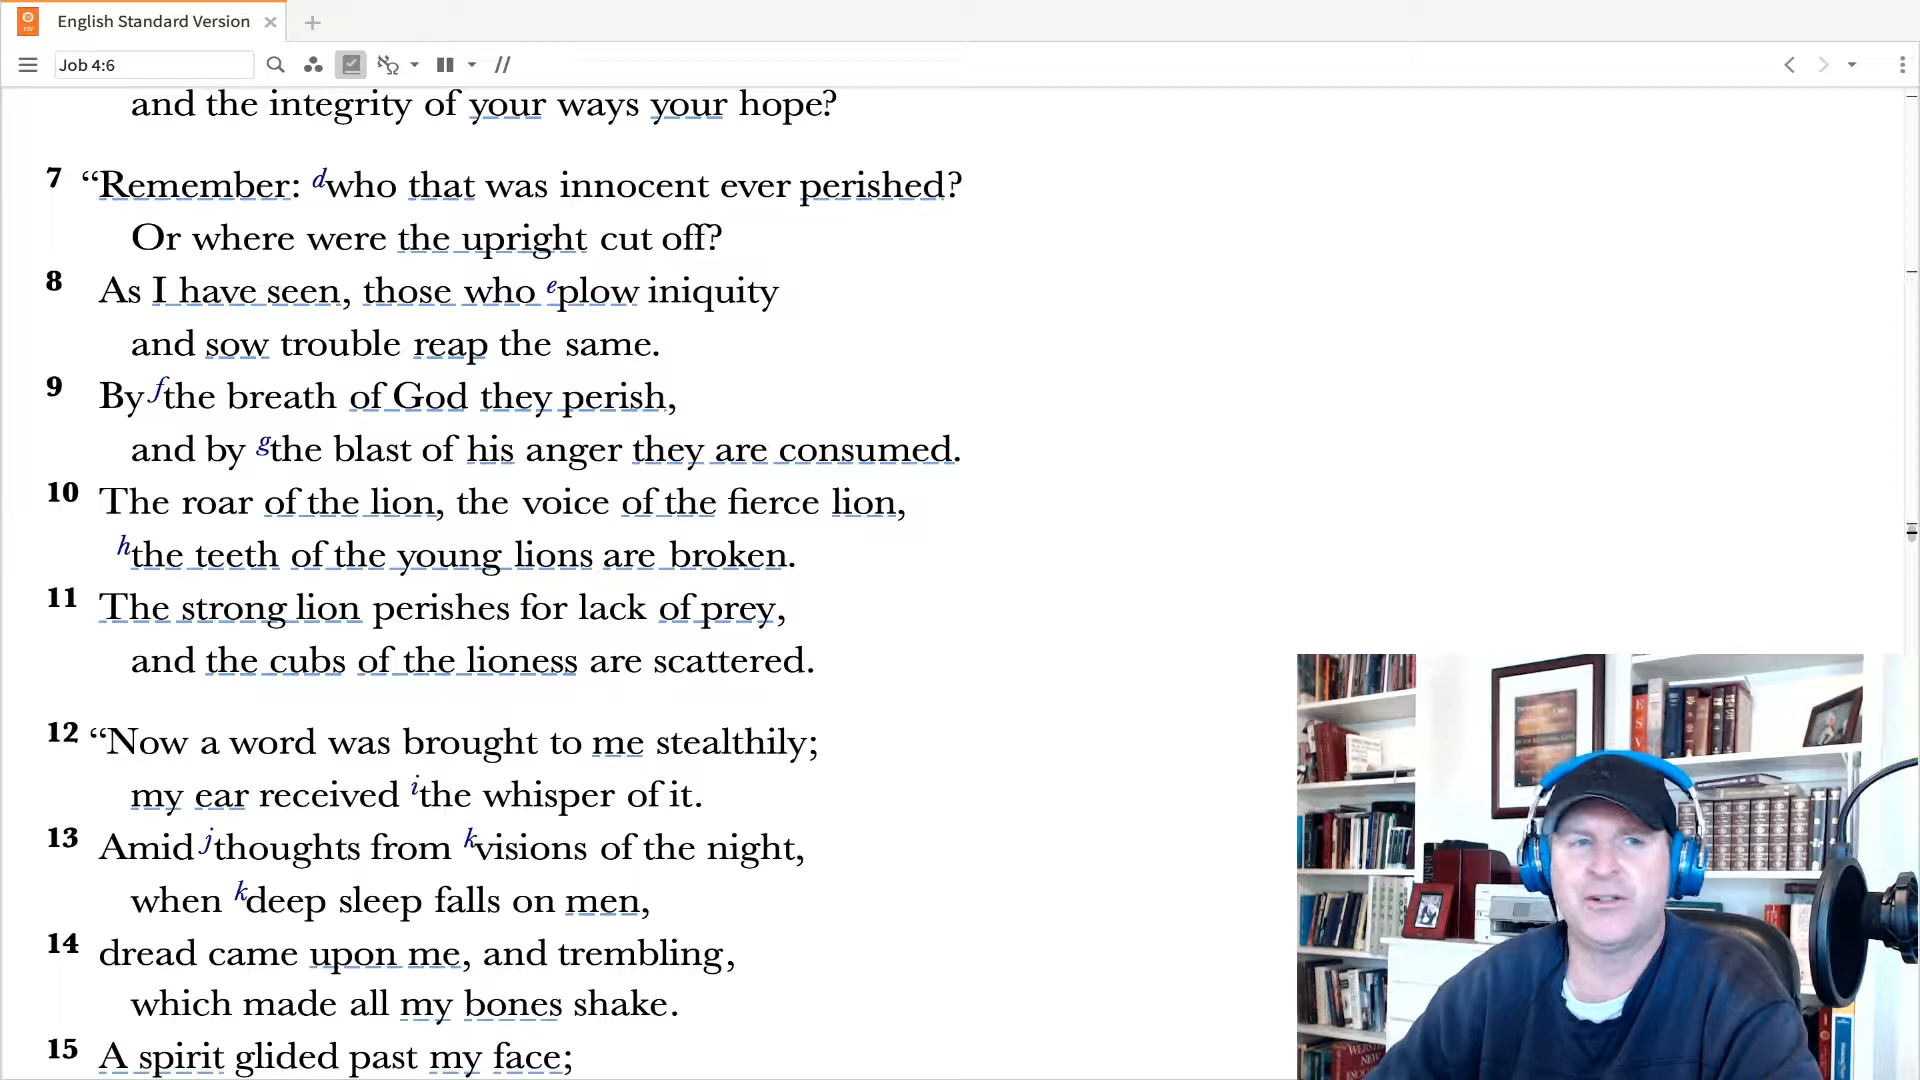 English Standard Version
ESV
Job 4:6
and the integrity of your ways your hope?
7 “Remember: dwho that was innocent ever perished?
Or where were the upright cut off?
8 As I have seen, those who eplow iniquity
and sow trouble reap the same.
9 By fthe breath of God they perish,
and by gthe blast of his anger they are consumed.
10 The roar of the lion, the voice of the fierce lion,
hthe teeth of the young lions are broken.
11 The strong lion perishes for lack of prey,
and the cubs of the lioness are scattered.
12 “Now a word was brought to me stealthily;
my ear received ithe whisper of it.
13 Amid jthoughts from kvisions of the night,
when kdeep sleep falls on men,
14 dread came upon me, and trembling,
which made all my bones shake.
15 A spirit glided past my face;